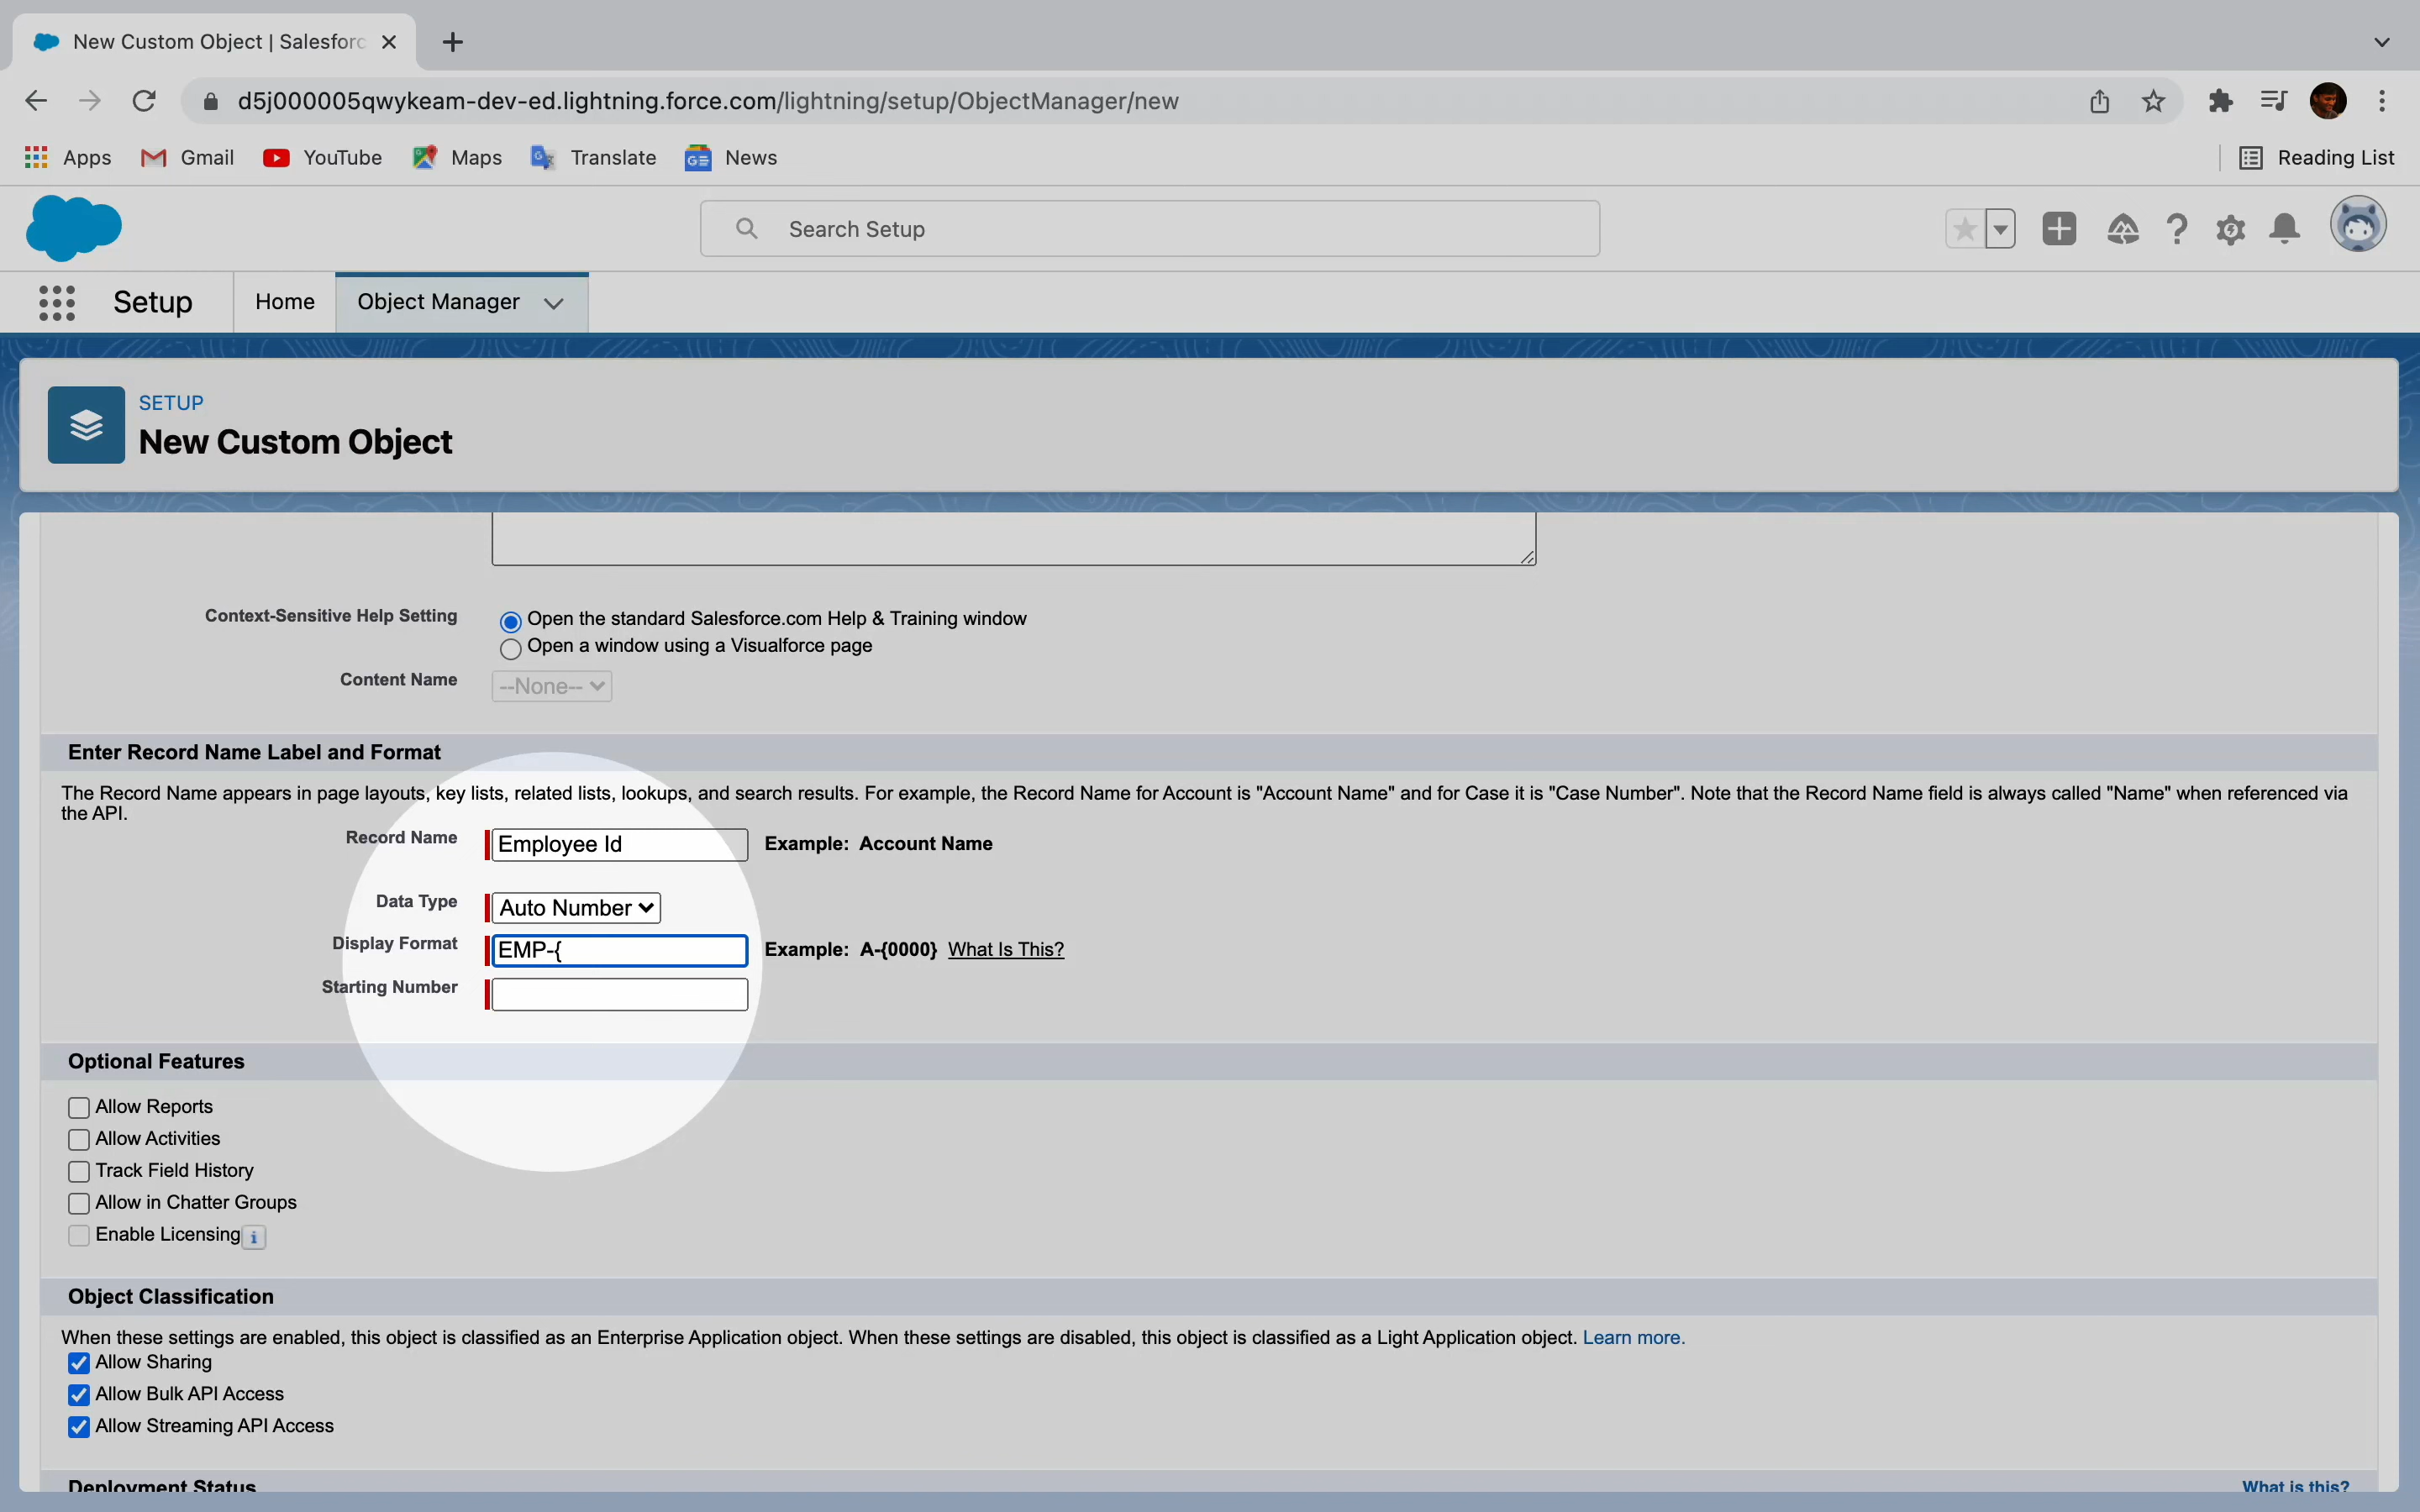 New Custom Object | Salesforc
d5j000005qwykeam-dev-ed.lightning.force.com/lightning/setup/ObjectManager/new
Apps Gmail YouTube Maps Translate News Reading List
Search Setup
Setup Home Object Manager
SETUP
New Custom Object
Context-Sensitive Help Setting Open the standard Salesforce.com Help & Training window
Open a window using a Visualforce page
Content Name --None--
Enter Record Name Label and Format
The Record Name appears in page layouts, key lists, related lists, lookups, and search results. For example, the Record Name for Account is "Account Name" and for Case it is "Case Number". Note that the Record Name field is always called "Name" when referenced via
the API.
Record Name Employee Id Example: Account Name
Data Type Auto Number
Display Format EMP-{ Example: A-{0000} What Is This?
Starting Number
Optional Features
Allow Reports
Allow Activities
Track Field History
Allow in Chatter Groups
Enable Licensing i
Object Classification
When these settings are enabled, this object is classified as an Enterprise Application object. When these settings are disabled, this object is classified as a Light Application object. Learn more.
Allow Sharing
Allow Bulk API Access
Allow Streaming API Access
Deployment Status What is this?